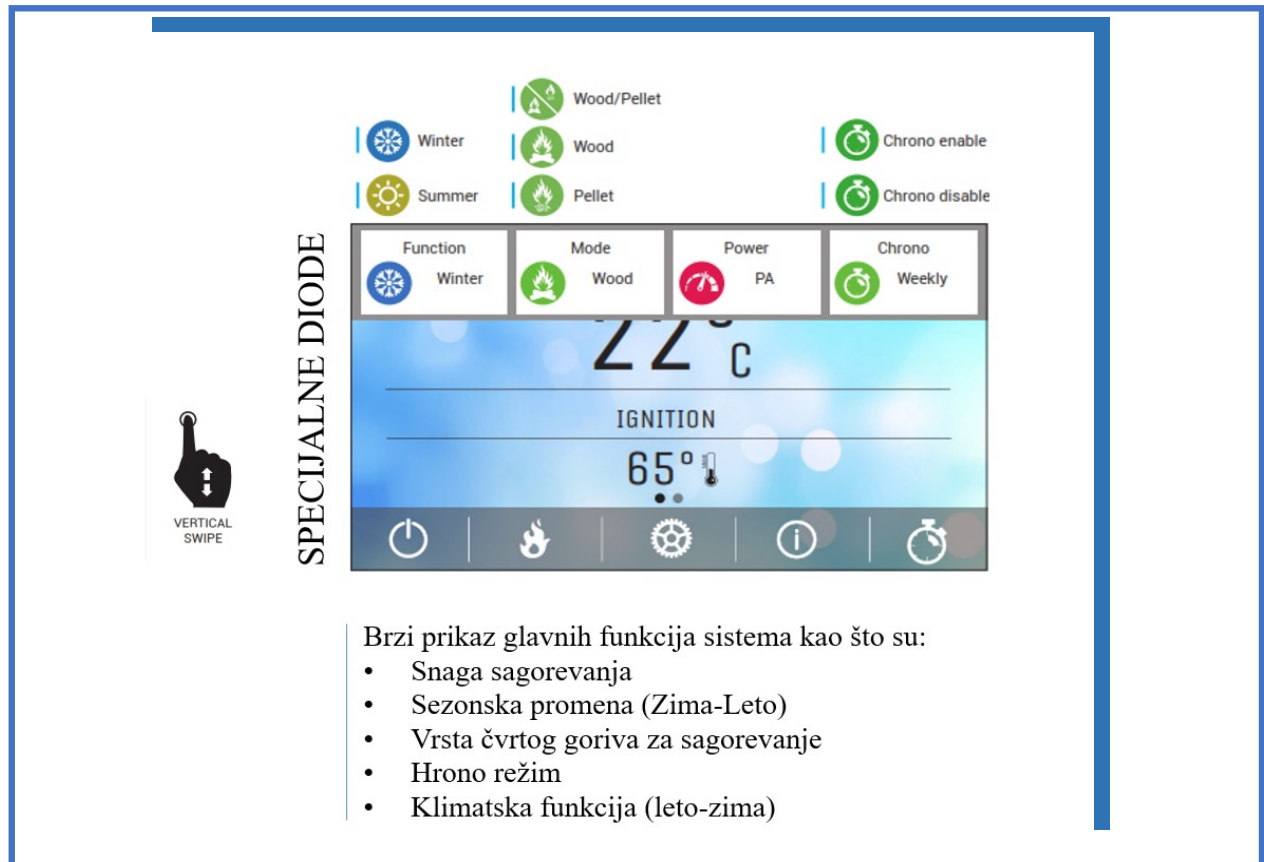 Wood/Pellet
Winter
Wood
Chrono enable
Summer
Pellet
Chrono disable
SPECIJALNE DIODE
Function
Mode
Power
Chrono
Winter
Wood
PA
Weekly
22°C
IGNITION
65°
VERTICAL
SWIPE
Brzi prikaz glavnih funkcija sistema kao što su:
• Snaga sagorevanja
• Sezonska promena (Zima-Leto)
• Vrsta čvrtog goriva za sagorevanje
• Hrono režim
• Klimatska funkcija (leto-zima)